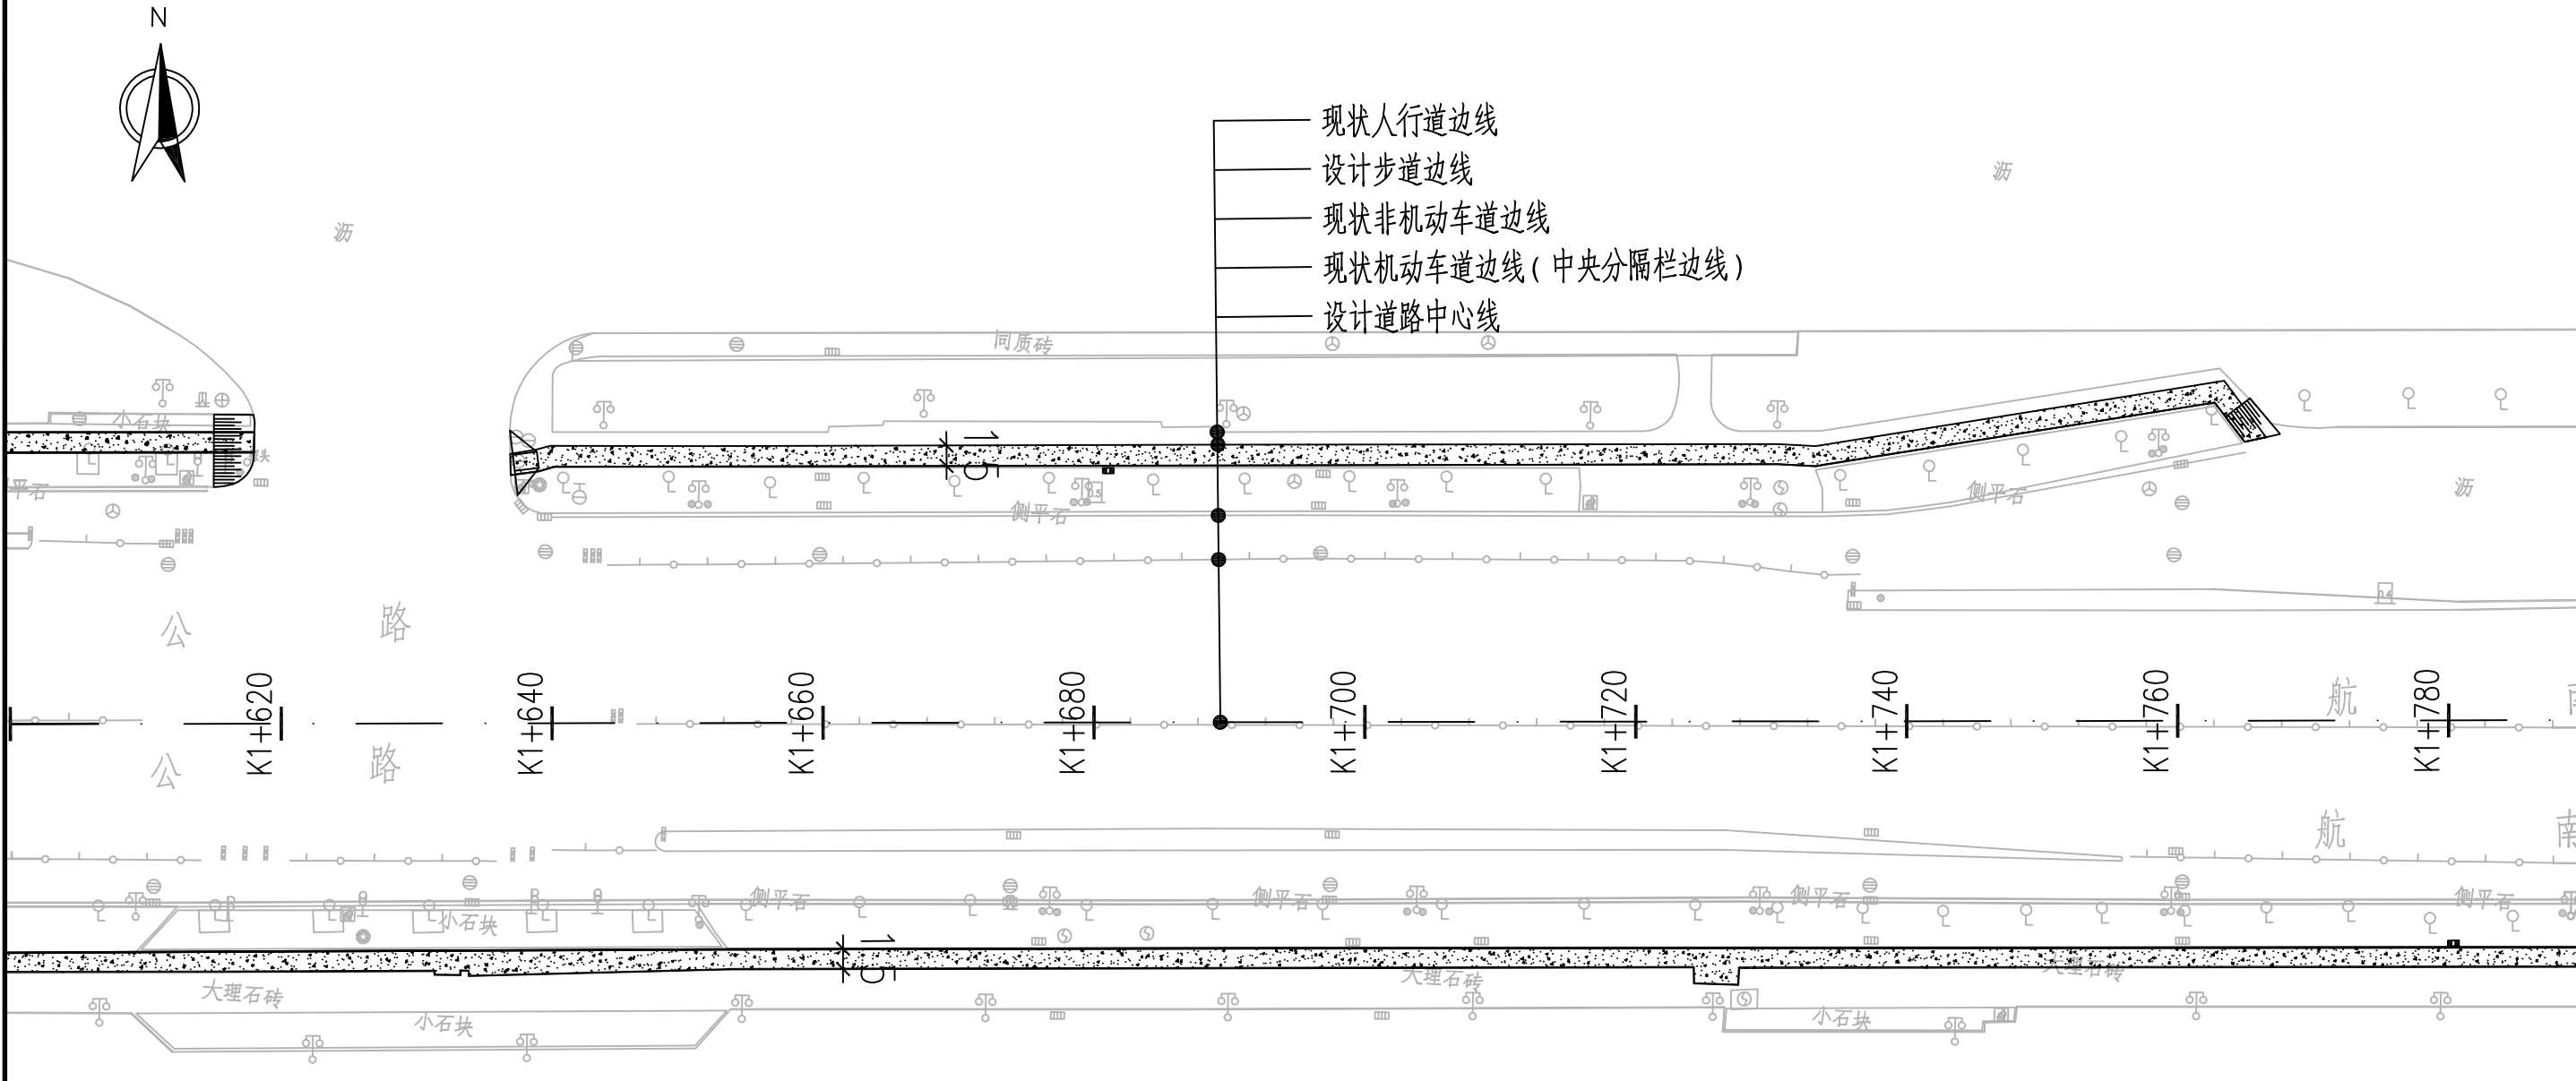 N
现状人行道边线
设计步道边线
现状非机动车道边线
现状机动车道边线(中央分隔栏边线)
设计道路中心线
沥
沥
同质砖
小石块
1.5
0.5
侧平石
侧平石
侧平石
沥
0.4
公
路
K1+620
K1+640
K1+660
K1+680
K1+700
K1+720
K1+740
K1+760
K1+780
航
南
公
路
航
南
小石块
侧平石
侧平石
侧平石
侧平石
1.5
大理石砖
大理石砖
大理石砖
小石块
小石块